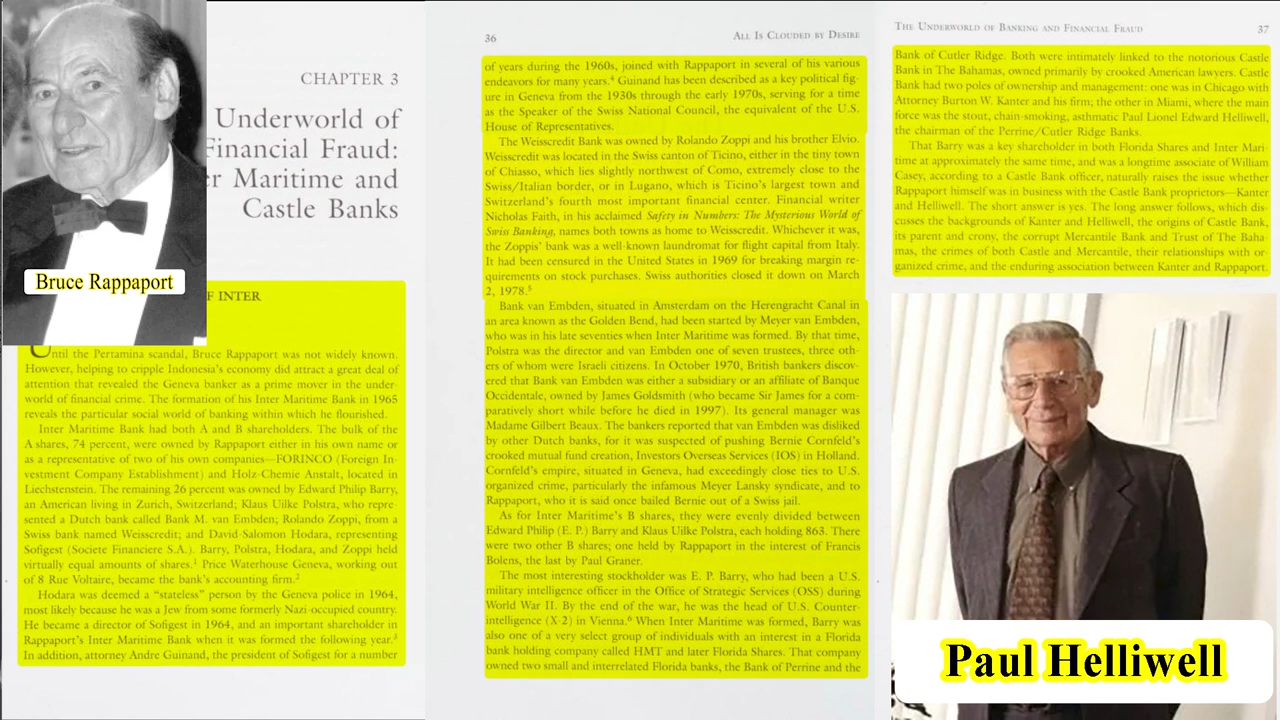 Bruce Rappaport
CHAPTER 3
Underworld of
Financial Fraud:
er Maritime and
Castle Banks
F INTER
Until the Pertamina scandal, Bruce Rappaport was not widely known.
However, helping to cripple Indonesia's economy did attract a great deal of
attention that revealed the Geneva banker as a prime mover in the under-
world of financial crime. The formation of his Inter Maritime Bank in 1965
reveals the particular social world of banking within which he flourished.
Inter Maritime Bank had both A and B shareholders. The bulk of the
A shares, 74 percent, were owned by Rappaport either in his own name or
as a representative of two of his own companies—FORINCO (Foreign In-
vestment Company Establishment) and Holz-Chemie Anstalt, located in
Liechtenstein. The remaining 26 percent was owned by Edward Philip Barry,
an American living in Zurich, Switzerland; Klaus Uilke Polstra, who repre-
sented a Dutch bank called Bank M. van Embden; Rolando Zoppi, from a
Swiss bank named Weisscredit; and David-Salomon Hodara, representing
Sofigest (Societe Financiere S.A.). Barry, Polstra, Hodara, and Zoppi held
virtually equal amounts of shares.1 Price Waterhouse Geneva, working out
of 8 Rue Voltaire, became the bank's accounting firm.2
Hodara was deemed a "stateless" person by the Geneva police in 1964,
most likely because he was a Jew from some formerly Nazi-occupied country.
He became a director of Sofigest in 1964, and an important shareholder in
Rappaport's Inter Maritime Bank when it was formed the following year.3
In addition, attorney Andre Guinand, the president of Sofigest for a number
36 ALL IS CLOUDED BY DESIRE
of years during the 1960s, joined with Rappaport in several of his various
endeavors for many years.4 Guinand has been described as a key political fig-
ure in Geneva from the 1930s through the early 1970s, serving for a time
as the Speaker of the Swiss National Council, the equivalent of the U.S.
House of Representatives.
The Weisscredit Bank was owned by Rolando Zoppi and his brother Elvio.
Weisscredit was located in the Swiss canton of Ticino, either in the tiny town
of Chiasso, which lies slightly northwest of Como, extremely close to the
Swiss/Italian border, or in Lugano, which is Ticino's largest town and
Switzerland's fourth most important financial center. Financial writer
Nicholas Faith, in his acclaimed Safety in Numbers: The Mysterious World of
Swiss Banking, names both towns as home to Weisscredit. Whichever it was,
the Zoppis' bank was a well-known laundromat for flight capital from Italy.
It had been censured in the United States in 1969 for breaking margin re-
quirements on stock purchases. Swiss authorities closed it down on March
2, 1978.5
Bank van Embden, situated in Amsterdam on the Herengracht Canal in
an area known as the Golden Bend, had been started by Meyer van Embden,
who was in his late seventies when Inter Maritime was formed. By that time,
Polstra was the director and van Embden one of seven trustees, three oth-
ers of whom were Israeli citizens. In October 1970, British bankers discov-
ered that Bank van Embden was either a subsidiary or an affiliate of Banque
Occidentale, owned by James Goldsmith (who became Sir James for a com-
paratively short while before he died in 1997). Its general manager was
Madame Gilbert Beaux. The bankers reported that van Embden was disliked
by other Dutch banks, for it was suspected of pushing Bernie Cornfeld's
crooked mutual fund creation, Investors Overseas Services (IOS) in Holland.
Cornfeld's empire, situated in Geneva, had exceedingly close ties to U.S.
organized crime, particularly the infamous Meyer Lansky syndicate, and to
Rappaport, who it is said once bailed Bernie out of a Swiss jail.
As for Inter Maritime's B shares, they were evenly divided between
Edward Philip (E. P.) Barry and Klaus Uilke Polstra, each holding 863. There
were two other B shares; one held by Rappaport in the interest of Francis
Bolens, the last by Paul Graner.
The most interesting stockholder was E. P. Barry, who had been a U.S.
military intelligence officer in the Office of Strategic Services (OSS) during
World War II. By the end of the war, he was the head of U.S. Counter-
intelligence (X-2) in Vienna.6 When Inter Maritime was formed, Barry was
also one of a very select group of individuals with an interest in a Florida
bank holding company called HMT and later Florida Shares. That company
owned two small and interrelated Florida banks, the Bank of Perrine and the
THE UNDERWORLD OF BANKING AND FINANCIAL FRAUD 37
Bank of Cutler Ridge. Both were intimately linked to the notorious Castle
Bank in The Bahamas, owned primarily by crooked American lawyers. Castle
Bank had two poles of ownership and management: one was in Chicago with
Attorney Burton W. Kanter and his firm; the other in Miami, where the main
force was the stout, chain-smoking, asthmatic Paul Lionel Edward Helliwell,
the chairman of the Perrine/Cutler Ridge Banks.
That Barry was a key shareholder in both Florida Shares and Inter Mari-
time at approximately the same time, and was a longtime associate of William
Casey, according to a Castle Bank officer, naturally raises the issue whether
Rappaport himself was in business with the Castle Bank proprietors—Kanter
and Helliwell. The short answer is yes. The long answer follows, which dis-
cusses the backgrounds of Kanter and Helliwell, the origins of Castle Bank,
its parent and crony, the corrupt Mercantile Bank and Trust of The Baha-
mas, the crimes of both Castle and Mercantile, their relationships with or-
ganized crime, and the enduring association between Kanter and Rappaport.
Paul Helliwell